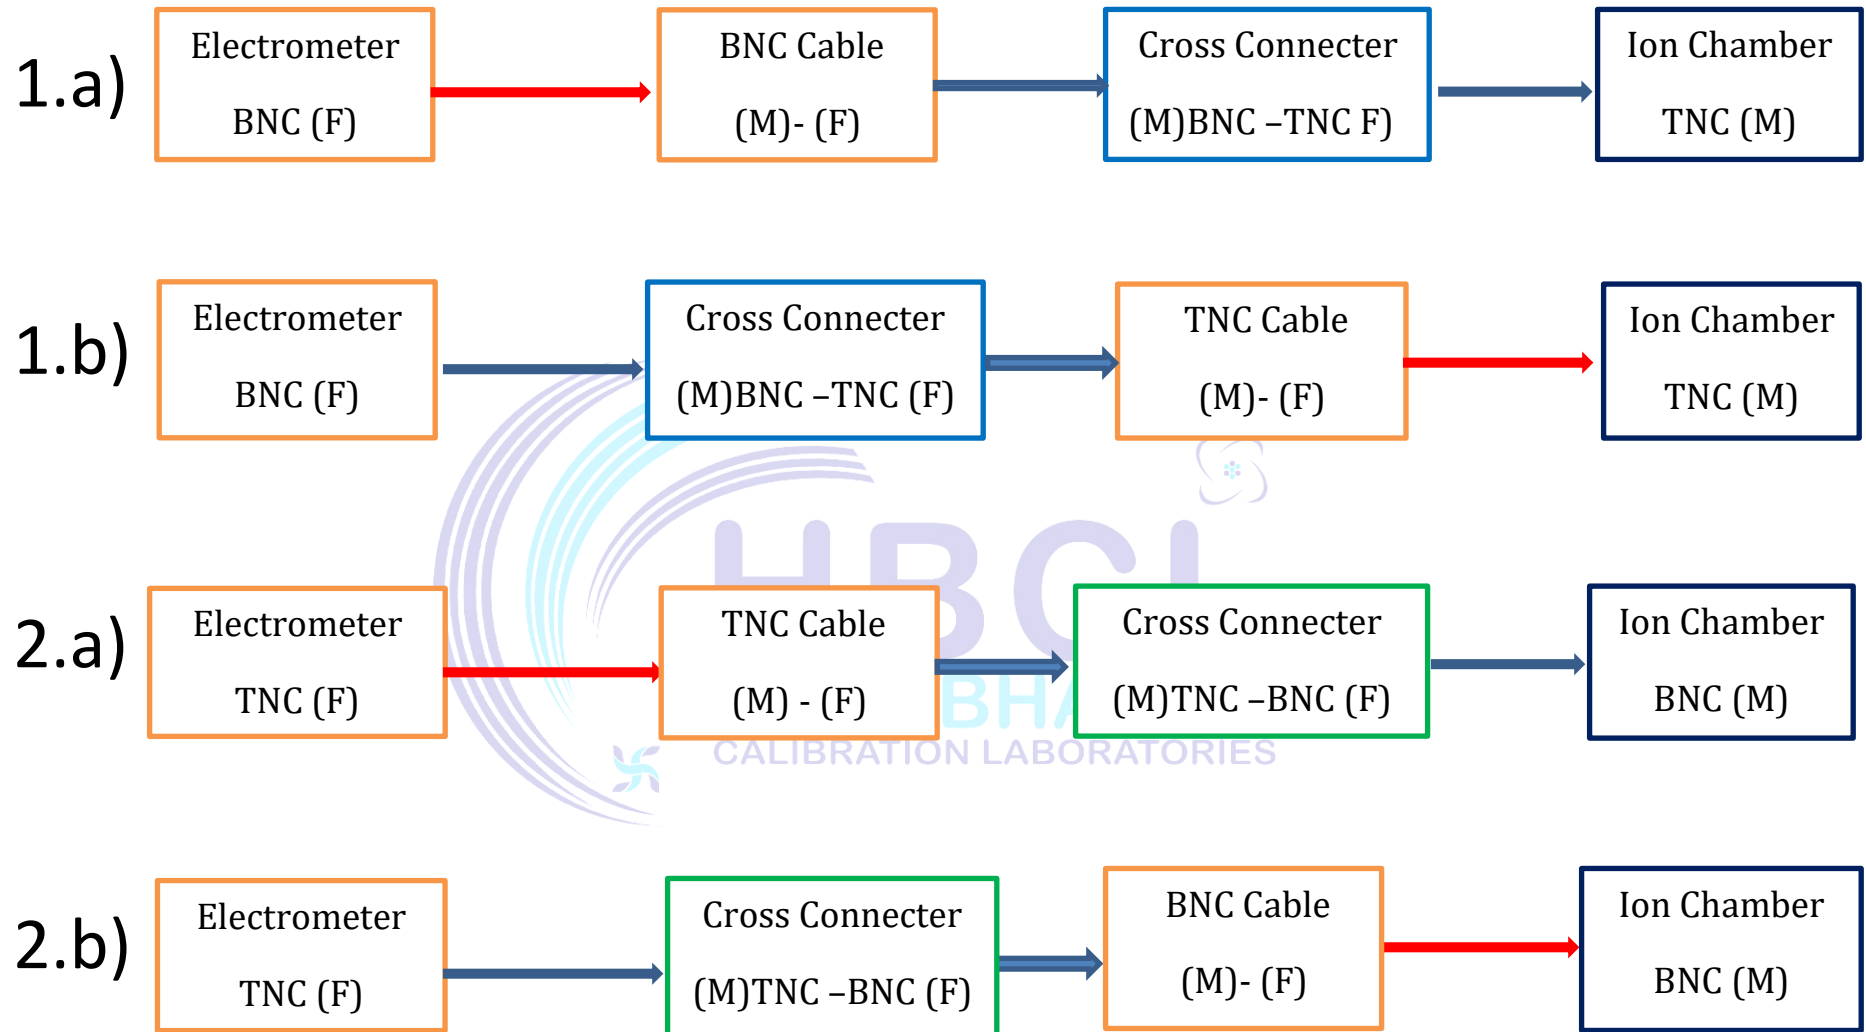 1.a)
Electrometer
BNC (F)
BNC Cable
(M)- (F)
Cross Connecter
(M)BNC –TNC F)
Ion Chamber
TNC (M)
1.b)
Electrometer
BNC (F)
Cross Connecter
(M)BNC –TNC (F)
TNC Cable
(M)- (F)
Ion Chamber
TNC (M)
2.a)
Electrometer
TNC (F)
TNC Cable
(M) - (F)
Cross Connecter
(M)TNC –BNC (F)
Ion Chamber
BNC (M)
CALIBRATION LABORATORIES
2.b)
Electrometer
TNC (F)
Cross Connecter
(M)TNC –BNC (F)
BNC Cable
(M)- (F)
Ion Chamber
BNC (M)